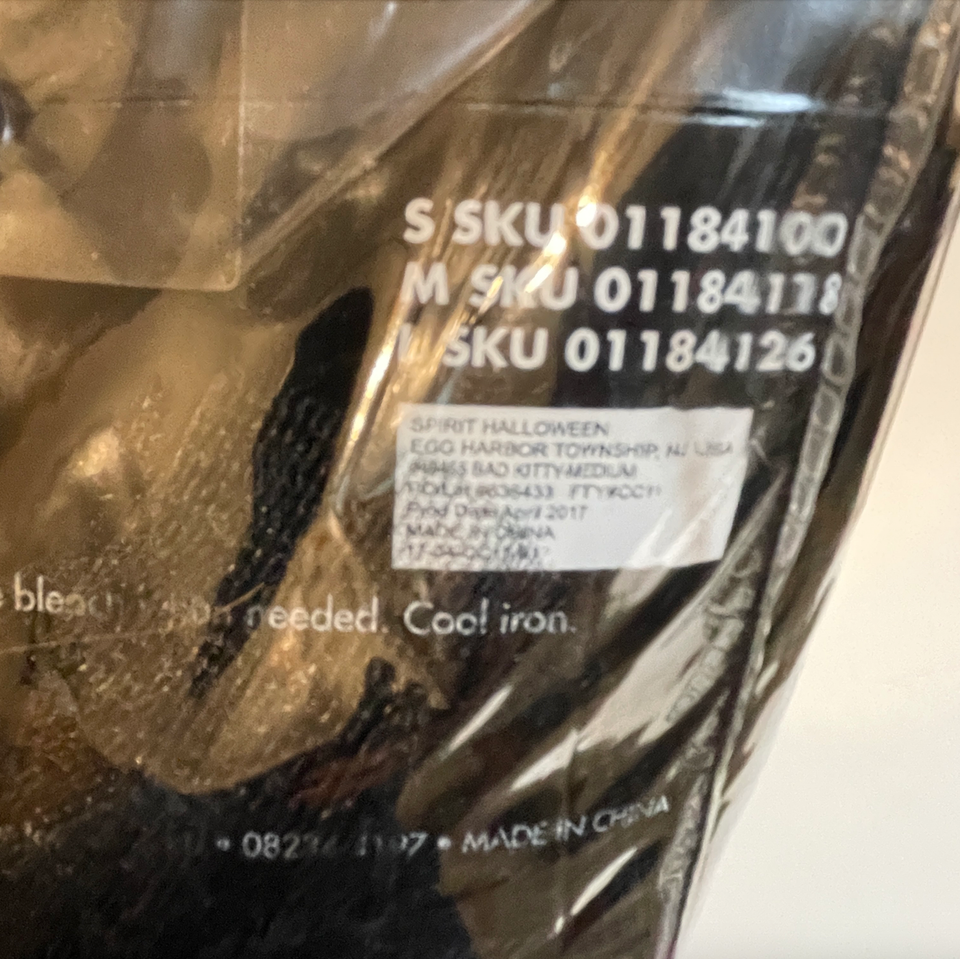 S SKU 01184100
M SKU 01184118
L SKU 01184126
SPIRIT HALLOWEEN
EGG HARBOR TOWNSHIP, NJ USA
BAD KITTY-MEDIUM
Prod Date April 2017
MADE IN CHINA
needed. Cool iron.
• MADE IN CHINA